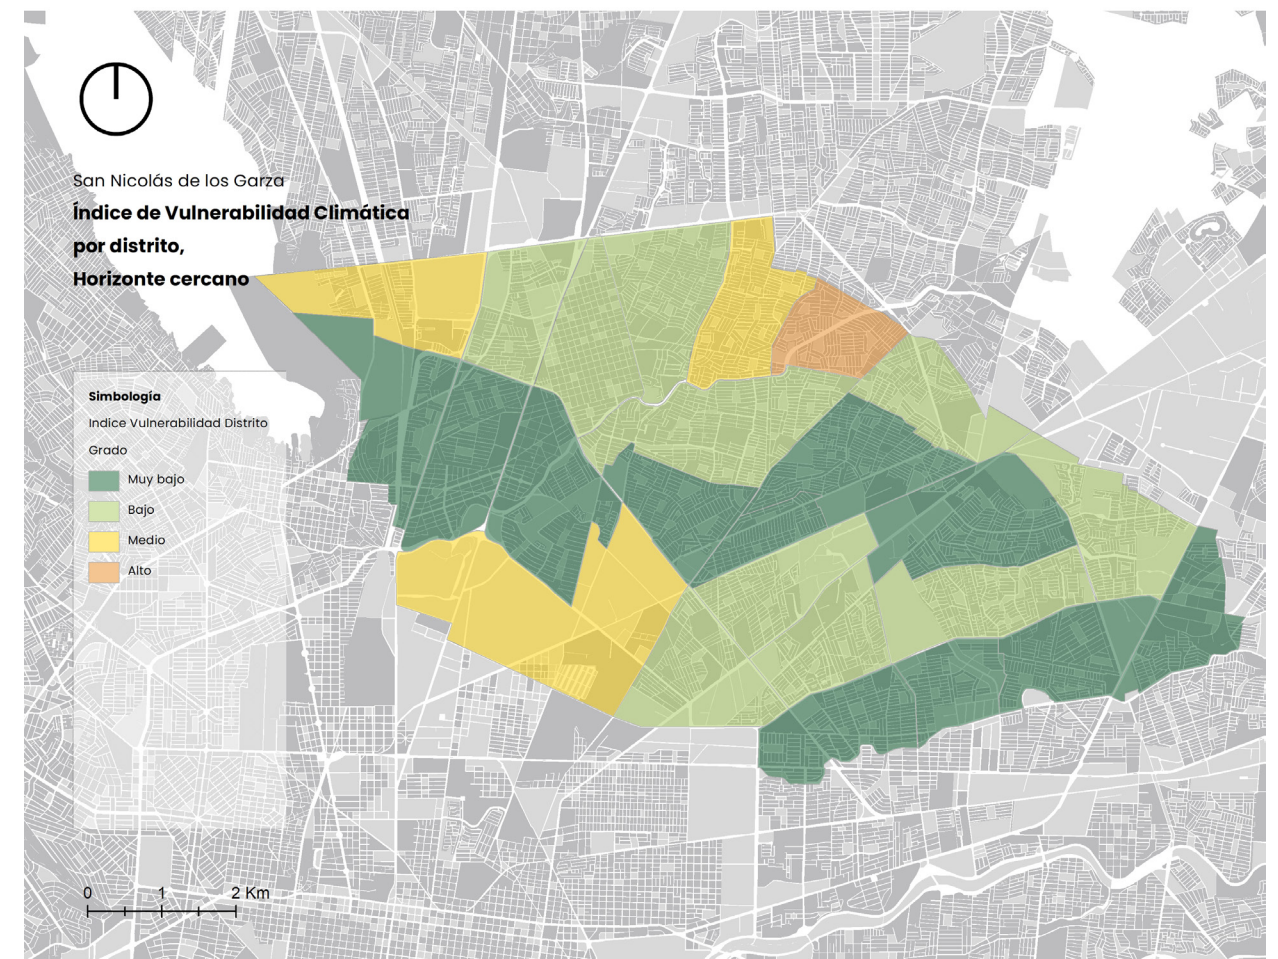 San Nicolás de los Garza
Índice de Vulnerabilidad Climática
por distrito,
Horizonte cercano
Simbología
Indice Vulnerabilidad Distrito
Grado
Muy bajo
Bajo
Medio
Alto
0 1 2 Km